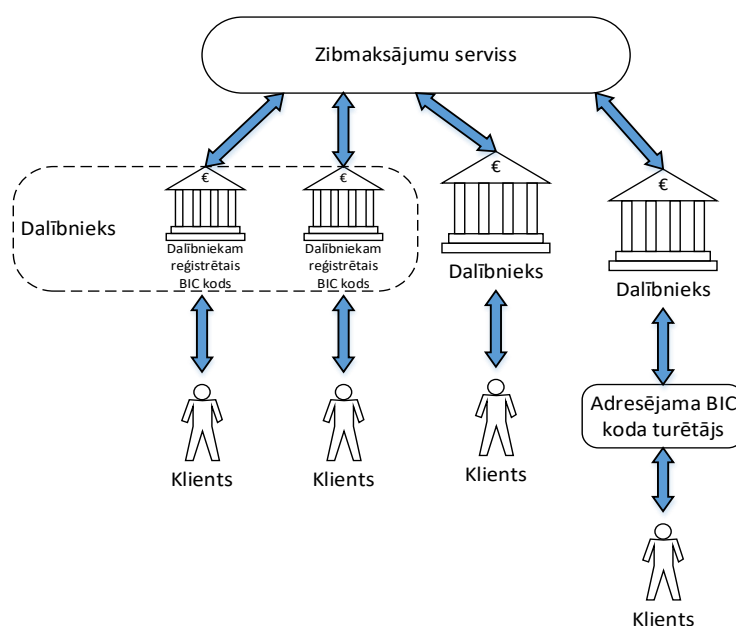 Zibmaksājumu serviss
€
€
€
€
Dalībnieks
Dalībniekam
reģistrētais
BIC kods
Dalībniekam
reģistrētais
BIC kods
Dalībnieks
Dalībnieks
Adresējama BIC
koda turētājs
Klients
Klients
Klients
Klients